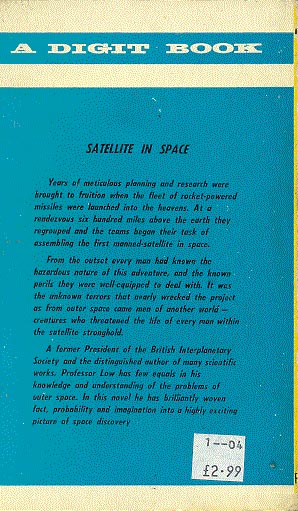 A DIGIT BOOK
SATELLITE IN SPACE
Years of meticulous planning and research were
brought to fruition when the fleet of rocket-powered
missiles were launched into the heavens. At a
rendezvous six hundred miles above the earth they
regrouped and the teams began their task of
assembling the first manned-satellite in space.
From the outset every man had known the
hazardous nature of this adventure, and the known
perils they were well-equipped to deal with. It was
the unknown terrors that nearly wrecked the project
as from outer space came men of another world —
creatures who threatened the life of every man within
the satellite stronghold.
A former President of the British Interplanetary
Society and the distinguished author of many scientific
works, Professor Low has few equals in his
knowledge and understanding of the problems of
outer space. In this novel he has brilliantly woven
fact, probability and imagination into a highly exciting
picture of space discovery
1--04
£2.99